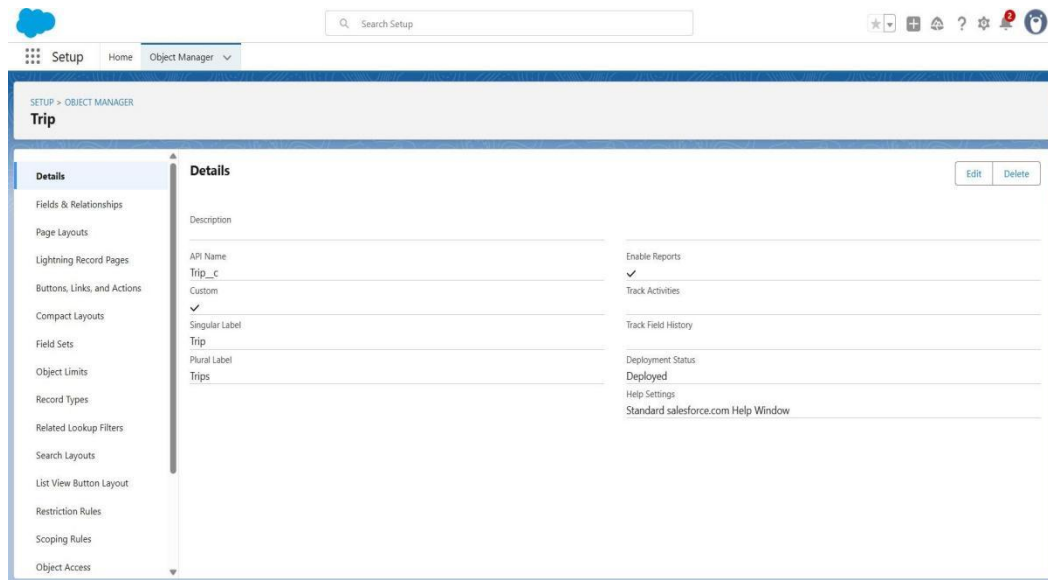 Search Setup
2
Setup
Home
Object Manager
SETUP > OBJECT MANAGER
Trip
Details
Fields & Relationships
Page Layouts
Lightning Record Pages
Buttons, Links, and Actions
Compact Layouts
Field Sets
Object Limits
Record Types
Related Lookup Filters
Search Layouts
List View Button Layout
Restriction Rules
Scoping Rules
Object Access
Details
Edit
Delete
Description
API Name
Trip__c
Custom
Singular Label
Trip
Plural Label
Trips
Enable Reports
Track Activities
Track Field History
Deployment Status
Deployed
Help Settings
Standard salesforce.com Help Window